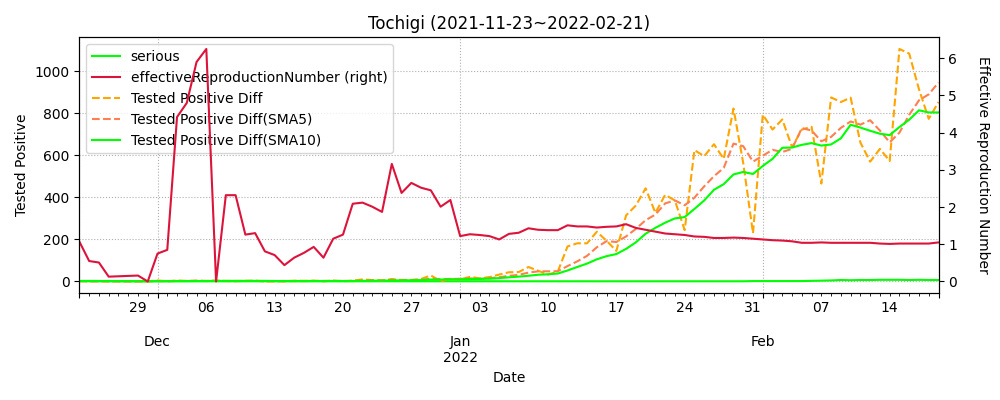 Tochigi (2021-11-23~2022-02-21)
serious
effectiveReproductionNumber (right)
Tested Positive Diff
Tested Positive Diff(SMA5)
Tested Positive Diff(SMA10)
Tested Positive
1000
800
600
400
200
0
6
5
4
3
2
1
0
Effective Reproduction Number
29 06 13 20 27 03 10 17 24 31 07 14
Dec Jan Feb
2022
Date